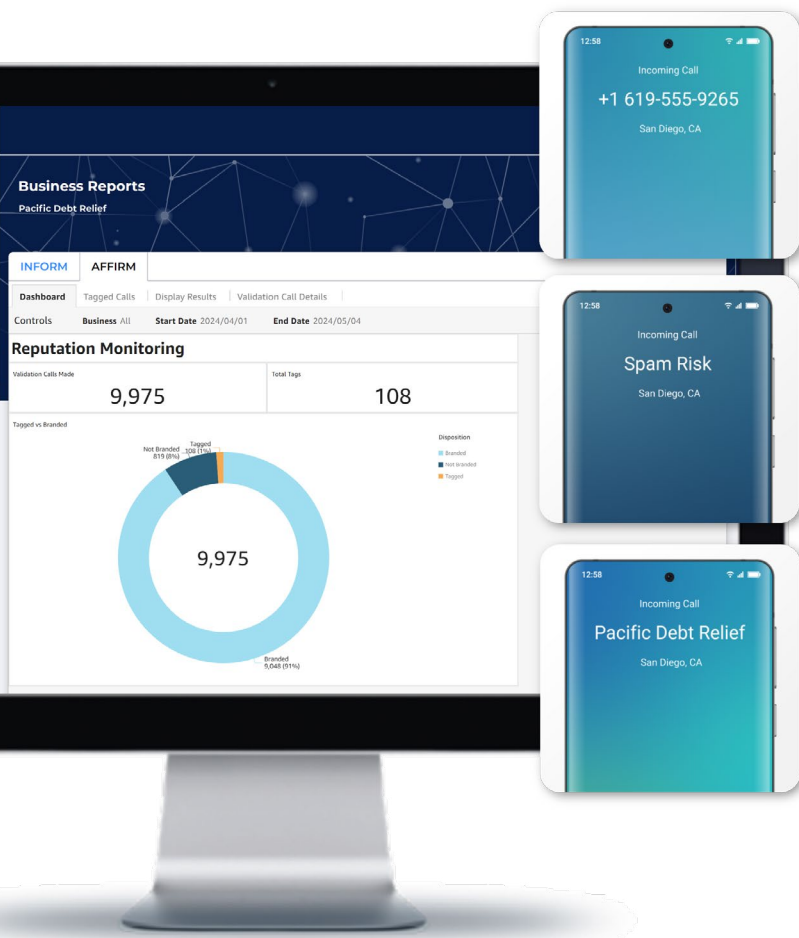 Business Reports
Pacific Debt Relief
INFORM AFFIRM
Dashboard Tagged Calls Display Results Validation Call Details
Controls Business All Start Date 2024/04/01 End Date 2024/05/04
Reputation Monitoring
Validation Calls Made
9,975
Total Tags
108
Tagged vs Branded
Tagged
108 (1%)
Not Branded
819 (8%)
9,975
Branded
9,048 (91%)
Disposition
Branded
Not Branded
Tagged
12:58
Incoming Call
+1 619-555-9265
San Diego, CA
12:58
Incoming Call
Spam Risk
San Diego, CA
12:58
Incoming Call
Pacific Debt Relief
San Diego, CA